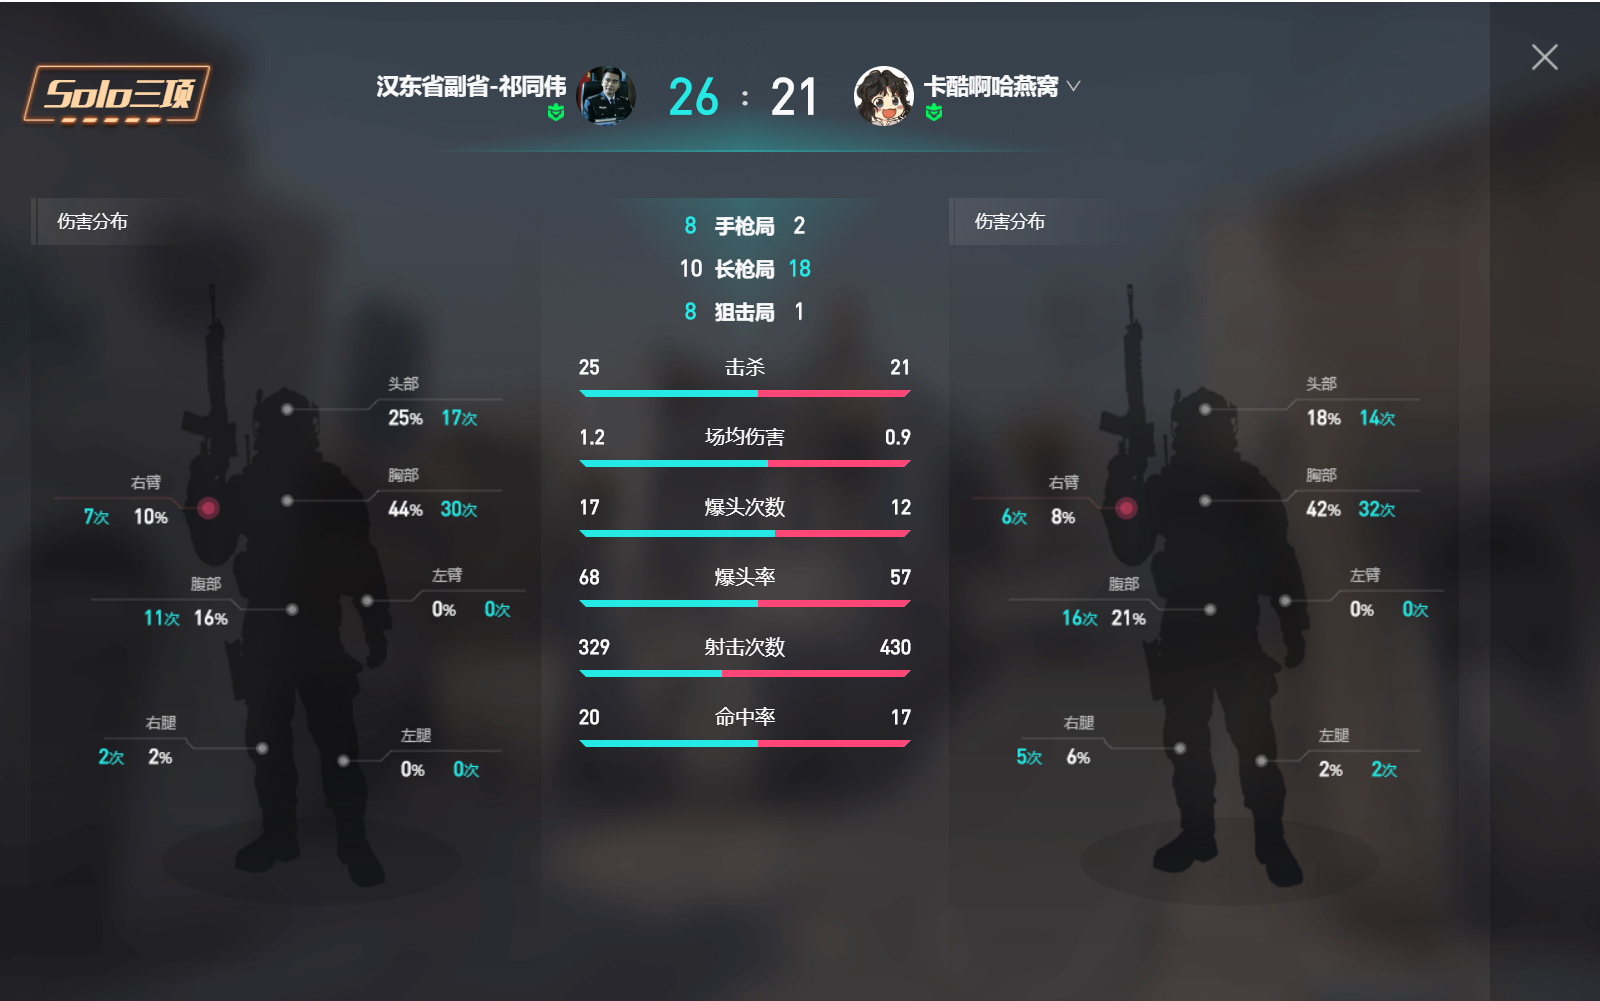 Solo三项
汉东省副省-祁同伟 26 : 21 卡酷啊哈燕窝
伤害分布
头部
25% 17次
右臂
7次 10%
胸部
44% 30次
腹部
11次 16%
左臂
0% 0次
右腿
2次 2%
左腿
0% 0次
8 手枪局 2
10 长枪局 18
8 狙击局 1
25 击杀 21
1.2 场均伤害 0.9
17 爆头次数 12
68 爆头率 57
329 射击次数 430
20 命中率 17
伤害分布
头部
18% 14次
右臂
6次 8%
胸部
42% 32次
腹部
16次 21%
左臂
0% 0次
右腿
5次 6%
左腿
2% 2次